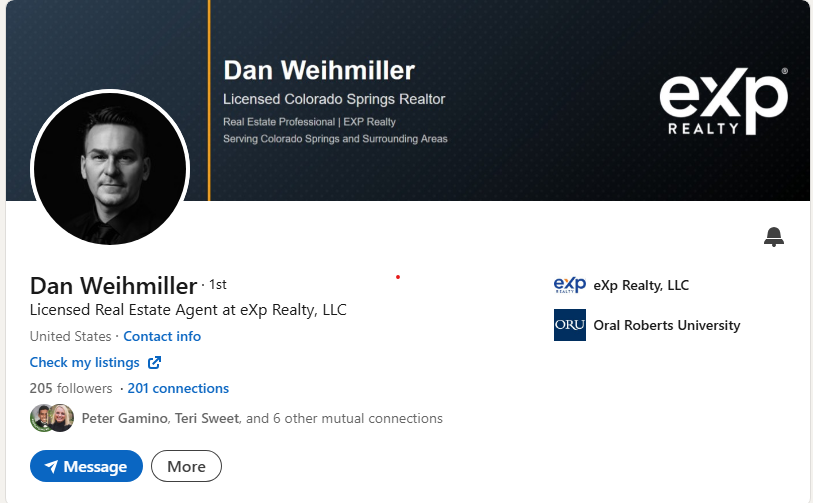 Dan Weihmiller
Licensed Colorado Springs Realtor
Real Estate Professional | EXP Realty
Serving Colorado Springs and Surrounding Areas
eXp®
REALTY
Dan Weihmiller · 1st
Licensed Real Estate Agent at eXp Realty, LLC
United States · Contact info
Check my listings
205 followers · 201 connections
Peter Gamino, Teri Sweet, and 6 other mutual connections
Message
More
eXp
REALTY
eXp Realty, LLC
ORU
Oral Roberts University